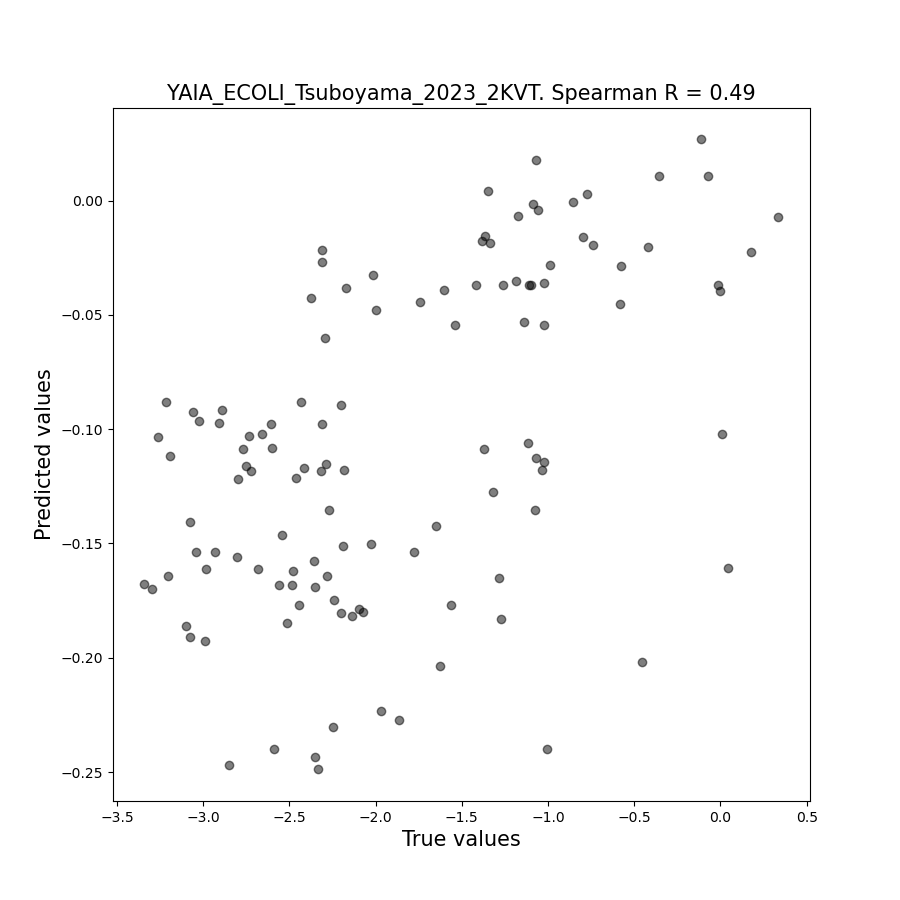 YAIA_ECOLI_Tsuboyama_2023_2KVT. Spearman R = 0.49
Predicted values
0.00
−0.05
−0.10
−0.15
−0.20
−0.25
−3.5 −3.0 −2.5 −2.0 −1.5 −1.0 −0.5 0.0 0.5
True values